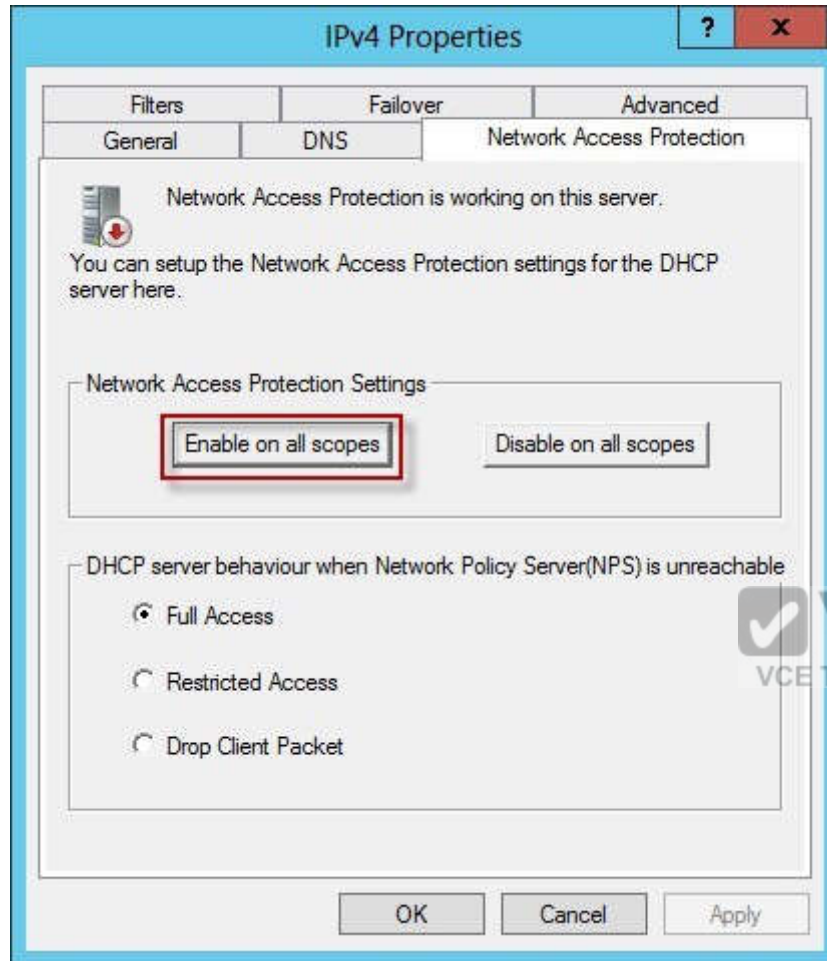 IPv4 Properties
?
x
Filters
Failover
Advanced
General
DNS
Network Access Protection
Network Access Protection is working on this server.
You can setup the Network Access Protection settings for the DHCP
server here.
Network Access Protection Settings
Enable on all scopes
Disable on all scopes
DHCP server behaviour when Network Policy Server(NPS) is unreachable
Full Access
Restricted Access
Drop Client Packet
VCE
OK
Cancel
Apply